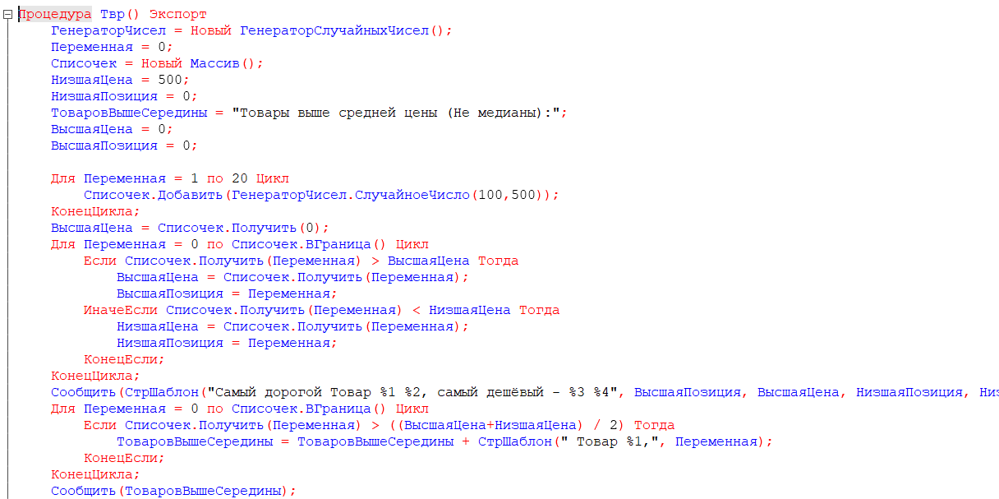 Процедура Твр() Экспорт
ГенераторЧисел = Новый ГенераторСлучайныхЧисел();
Переменная = 0;
Списочек = Новый Массив();
НизшаяЦена = 500;
НизшаяПозиция = 0;
ТоваровВышеСередины = "Товары выше средней цены (Не медианы):";
ВысшаяЦена = 0;
ВысшаяПозиция = 0;
Для Переменная = 1 по 20 Цикл
Списочек.Добавить(ГенераторЧисел.СлучайноеЧисло(100,500));
КонецЦикла;
ВысшаяЦена = Списочек.Получить(0);
Для Переменная = 0 по Списочек.ВГраница() Цикл
Если Списочек.Получить(Переменная) > ВысшаяЦена Тогда
ВысшаяЦена = Списочек.Получить(Переменная);
ВысшаяПозиция = Переменная;
ИначеЕсли Списочек.Получить(Переменная) < НизшаяЦена Тогда
НизшаяЦена = Списочек.Получить(Переменная);
НизшаяПозиция = Переменная;
КонецЕсли;
КонецЦикла;
Сообщить(СтрШаблон("Самый дорогой Товар %1 %2, самый дешёвый - %3 %4", ВысшаяПозиция, ВысшаяЦена, НизшаяПозиция,
Для Переменная = 0 по Списочек.ВГраница() Цикл
Если Списочек.Получить(Переменная) > ((ВысшаяЦена+НизшаяЦена) / 2) Тогда
ТоваровВышеСередины = ТоваровВышеСередины + СтрШаблон(" Товар %1,", Переменная);
КонецЕсли;
КонецЦикла;
Сообщить(ТоваровВышеСередины);